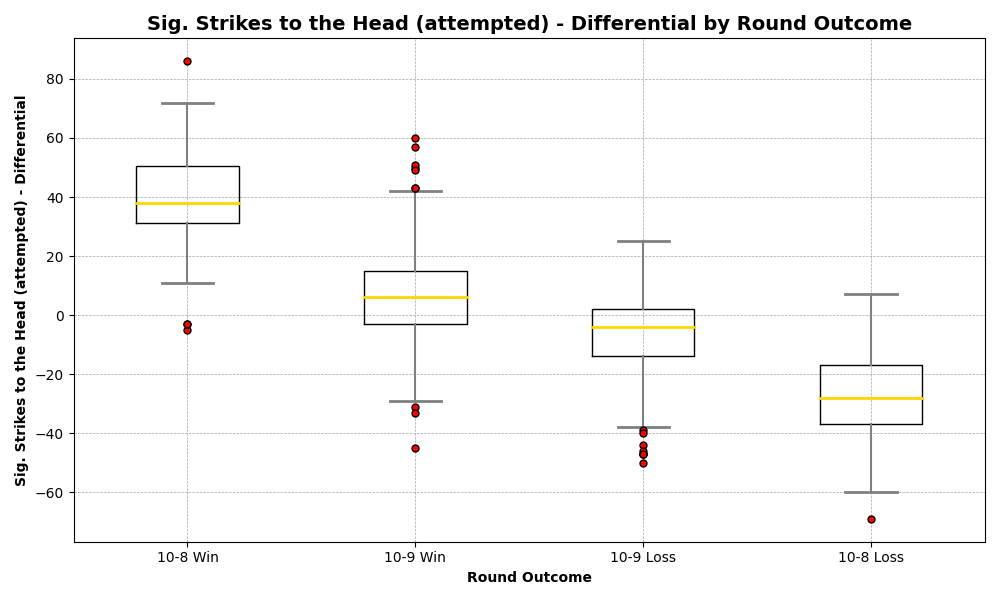 Sig. Strikes to the Head (attempted) - Differential by Round Outcome
Sig. Strikes to the Head (attempted) - Differential
80
60
40
20
0
−20
−40
−60
10-8 Win
10-9 Win
10-9 Loss
10-8 Loss
Round Outcome